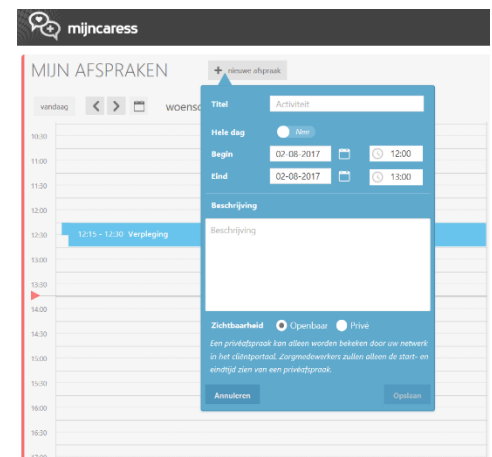 mijncaress
MIJN AFSPRAKEN
+ nieuwe afspraak
vandaag < > woensd
Titel Activiteit
Hele dag Nee
Begin 02-08-2017 12:00
Eind 02-08-2017 13:00
Beschrijving
Beschrijving
10:30
11:00
11:30
12:00
12:30 12:15 - 12:30 Verpleging
13:00
13:30
14:00
14:30
15:00
15:30
16:00
16:30
17:00
Zichtbaarheid Openbaar Privé
Een privéafspraak kan alleen worden bekeken door uw netwerk
in het cliëntportaal. Zorgmedewerkers zullen alleen de start- en
eindtijd zien van een privéafspraak.
Annuleren Opslaan